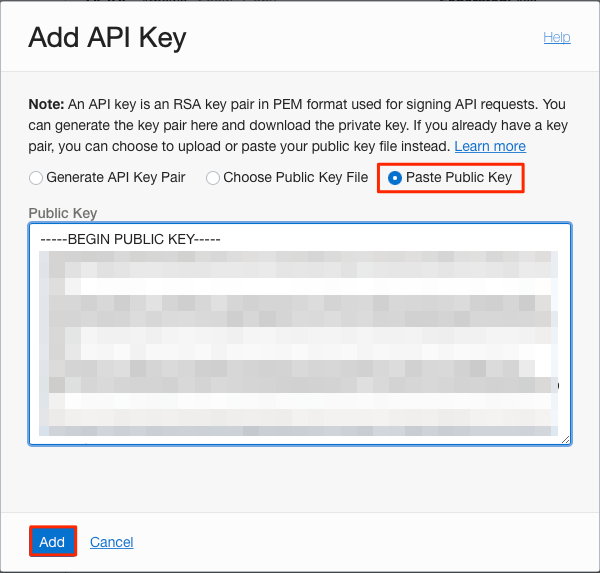 Add API Key
Help
Note: An API key is an RSA key pair in PEM format used for signing API requests. You
can generate the key pair here and download the private key. If you already have a key
pair, you can choose to upload or paste your public key file instead. Learn more
Generate API Key Pair Choose Public Key File Paste Public Key
Public Key
-----BEGIN PUBLIC KEY-----
Add Cancel